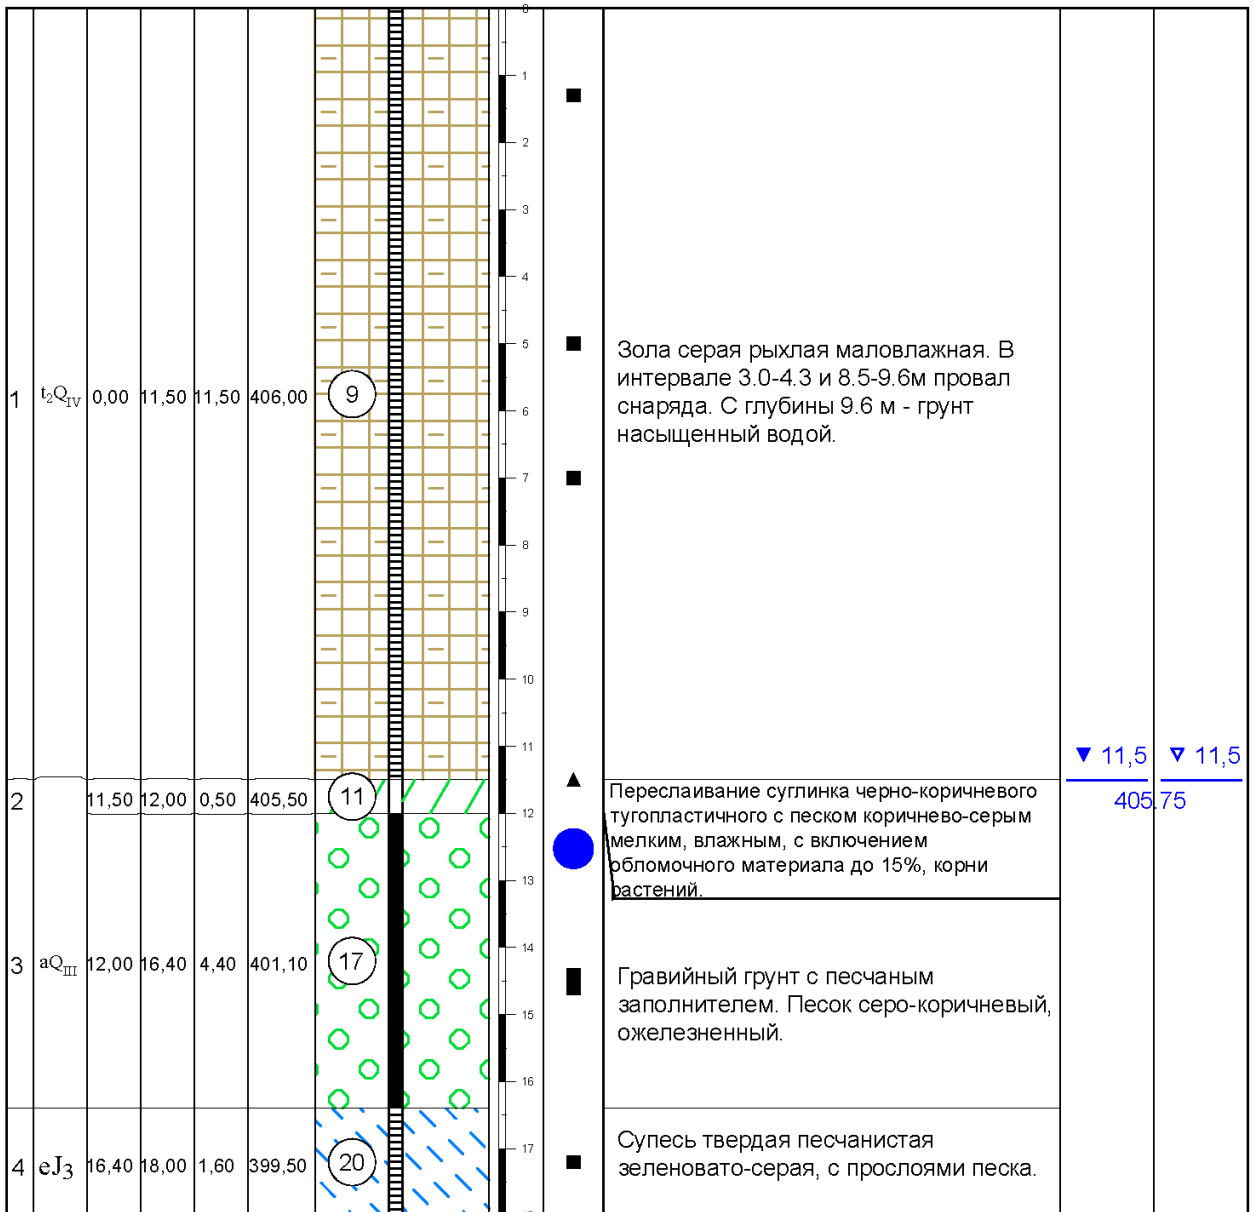 0
1
2
3
4
5
6
7
8
9
10
11
12
13
14
15
16
17
1 t₂Q_IV 0,00 11,50 11,50 406,00 9
Зола серая рыхлая маловлажная. В
интервале 3.0-4.3 и 8.5-9.6м провал
снаряда. С глубины 9.6 м - грунт
насыщенный водой.
11,5 11,5
405.75
2 11,50 12,00 0,50 405,50 11
Переслаивание суглинка черно-коричневого
тугопластичного с песком коричнево-серым
мелким, влажным, с включением
обломочного материала до 15%, корни
растений.
3 aQ_III 12,00 16,40 4,40 401,10 17
Гравийный грунт с песчаным
заполнителем. Песок серо-коричневый,
ожелезненный.
4 eJ₃ 16,40 18,00 1,60 399,50 20
Супесь твердая песчанистая
зеленовато-серая, с прослоями песка.